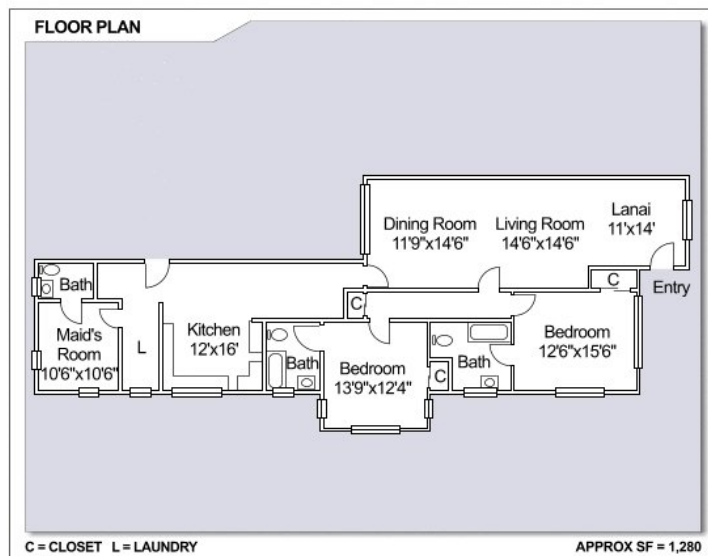 FLOOR PLAN
Dining Room
11'9"x14'6"
Living Room
14'6"x14'6"
Lanai
11'x14'
C
Entry
Bath
Maid's
Room
10'6"x10'6"
L
Kitchen
12'x16'
C
Bath
Bedroom
13'9"x12'4"
C
Bath
Bedroom
12'6"x15'6"
C = CLOSET L = LAUNDRY
APPROX SF = 1,280